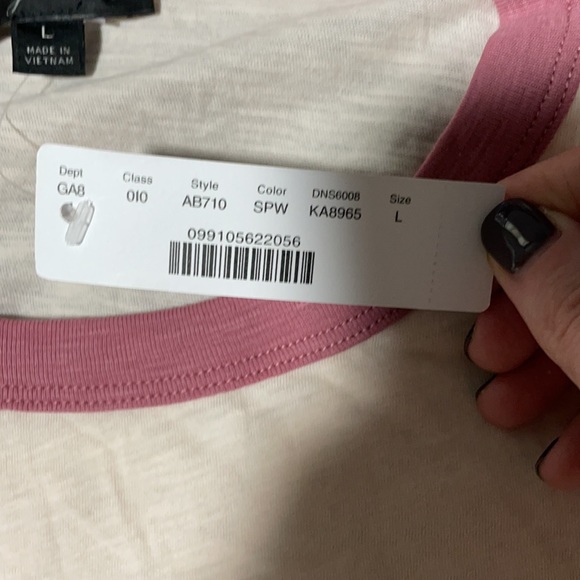 L
MADE IN
VIETNAM
Dept Class Style Color DNS6008 Size
GA8 010 AB710 SPW KA8965 L
099105622056